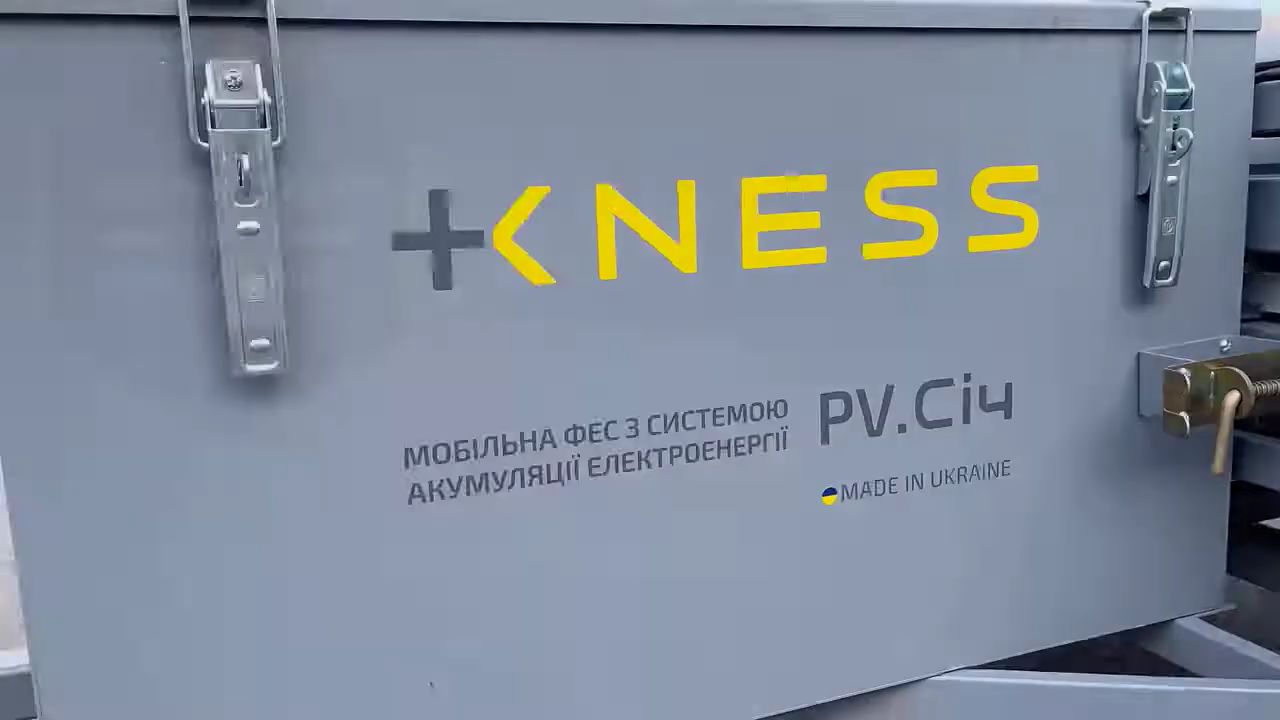 KNESS
МОБІЛЬНА ФЕС З СИСТЕМОЮ
АКУМУЛЯЦІЇ ЕЛЕКТРОЕНЕРГІЇ
PV.Січ
MADE IN UKRAINE